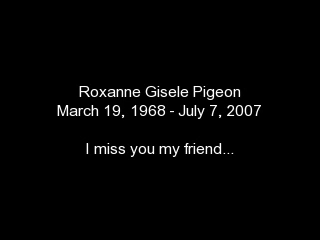 Roxanne Gisele Pigeon
March 19, 1968 - July 7, 2007
I miss you my friend...